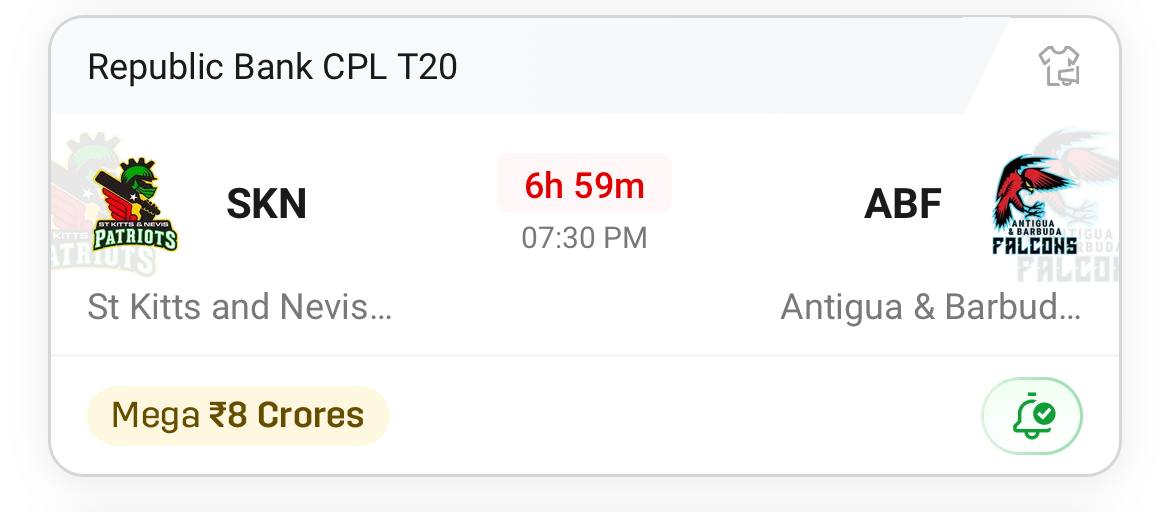 Republic Bank CPL T20
ST KITTS & NEVIS
PATRIOTS
SKN
6h 59m
07:30 PM
ABF
ANTIGUA
& BARBUDA
FALCONS
St Kitts and Nevis...
Antigua & Barbud...
Mega ₹8 Crores